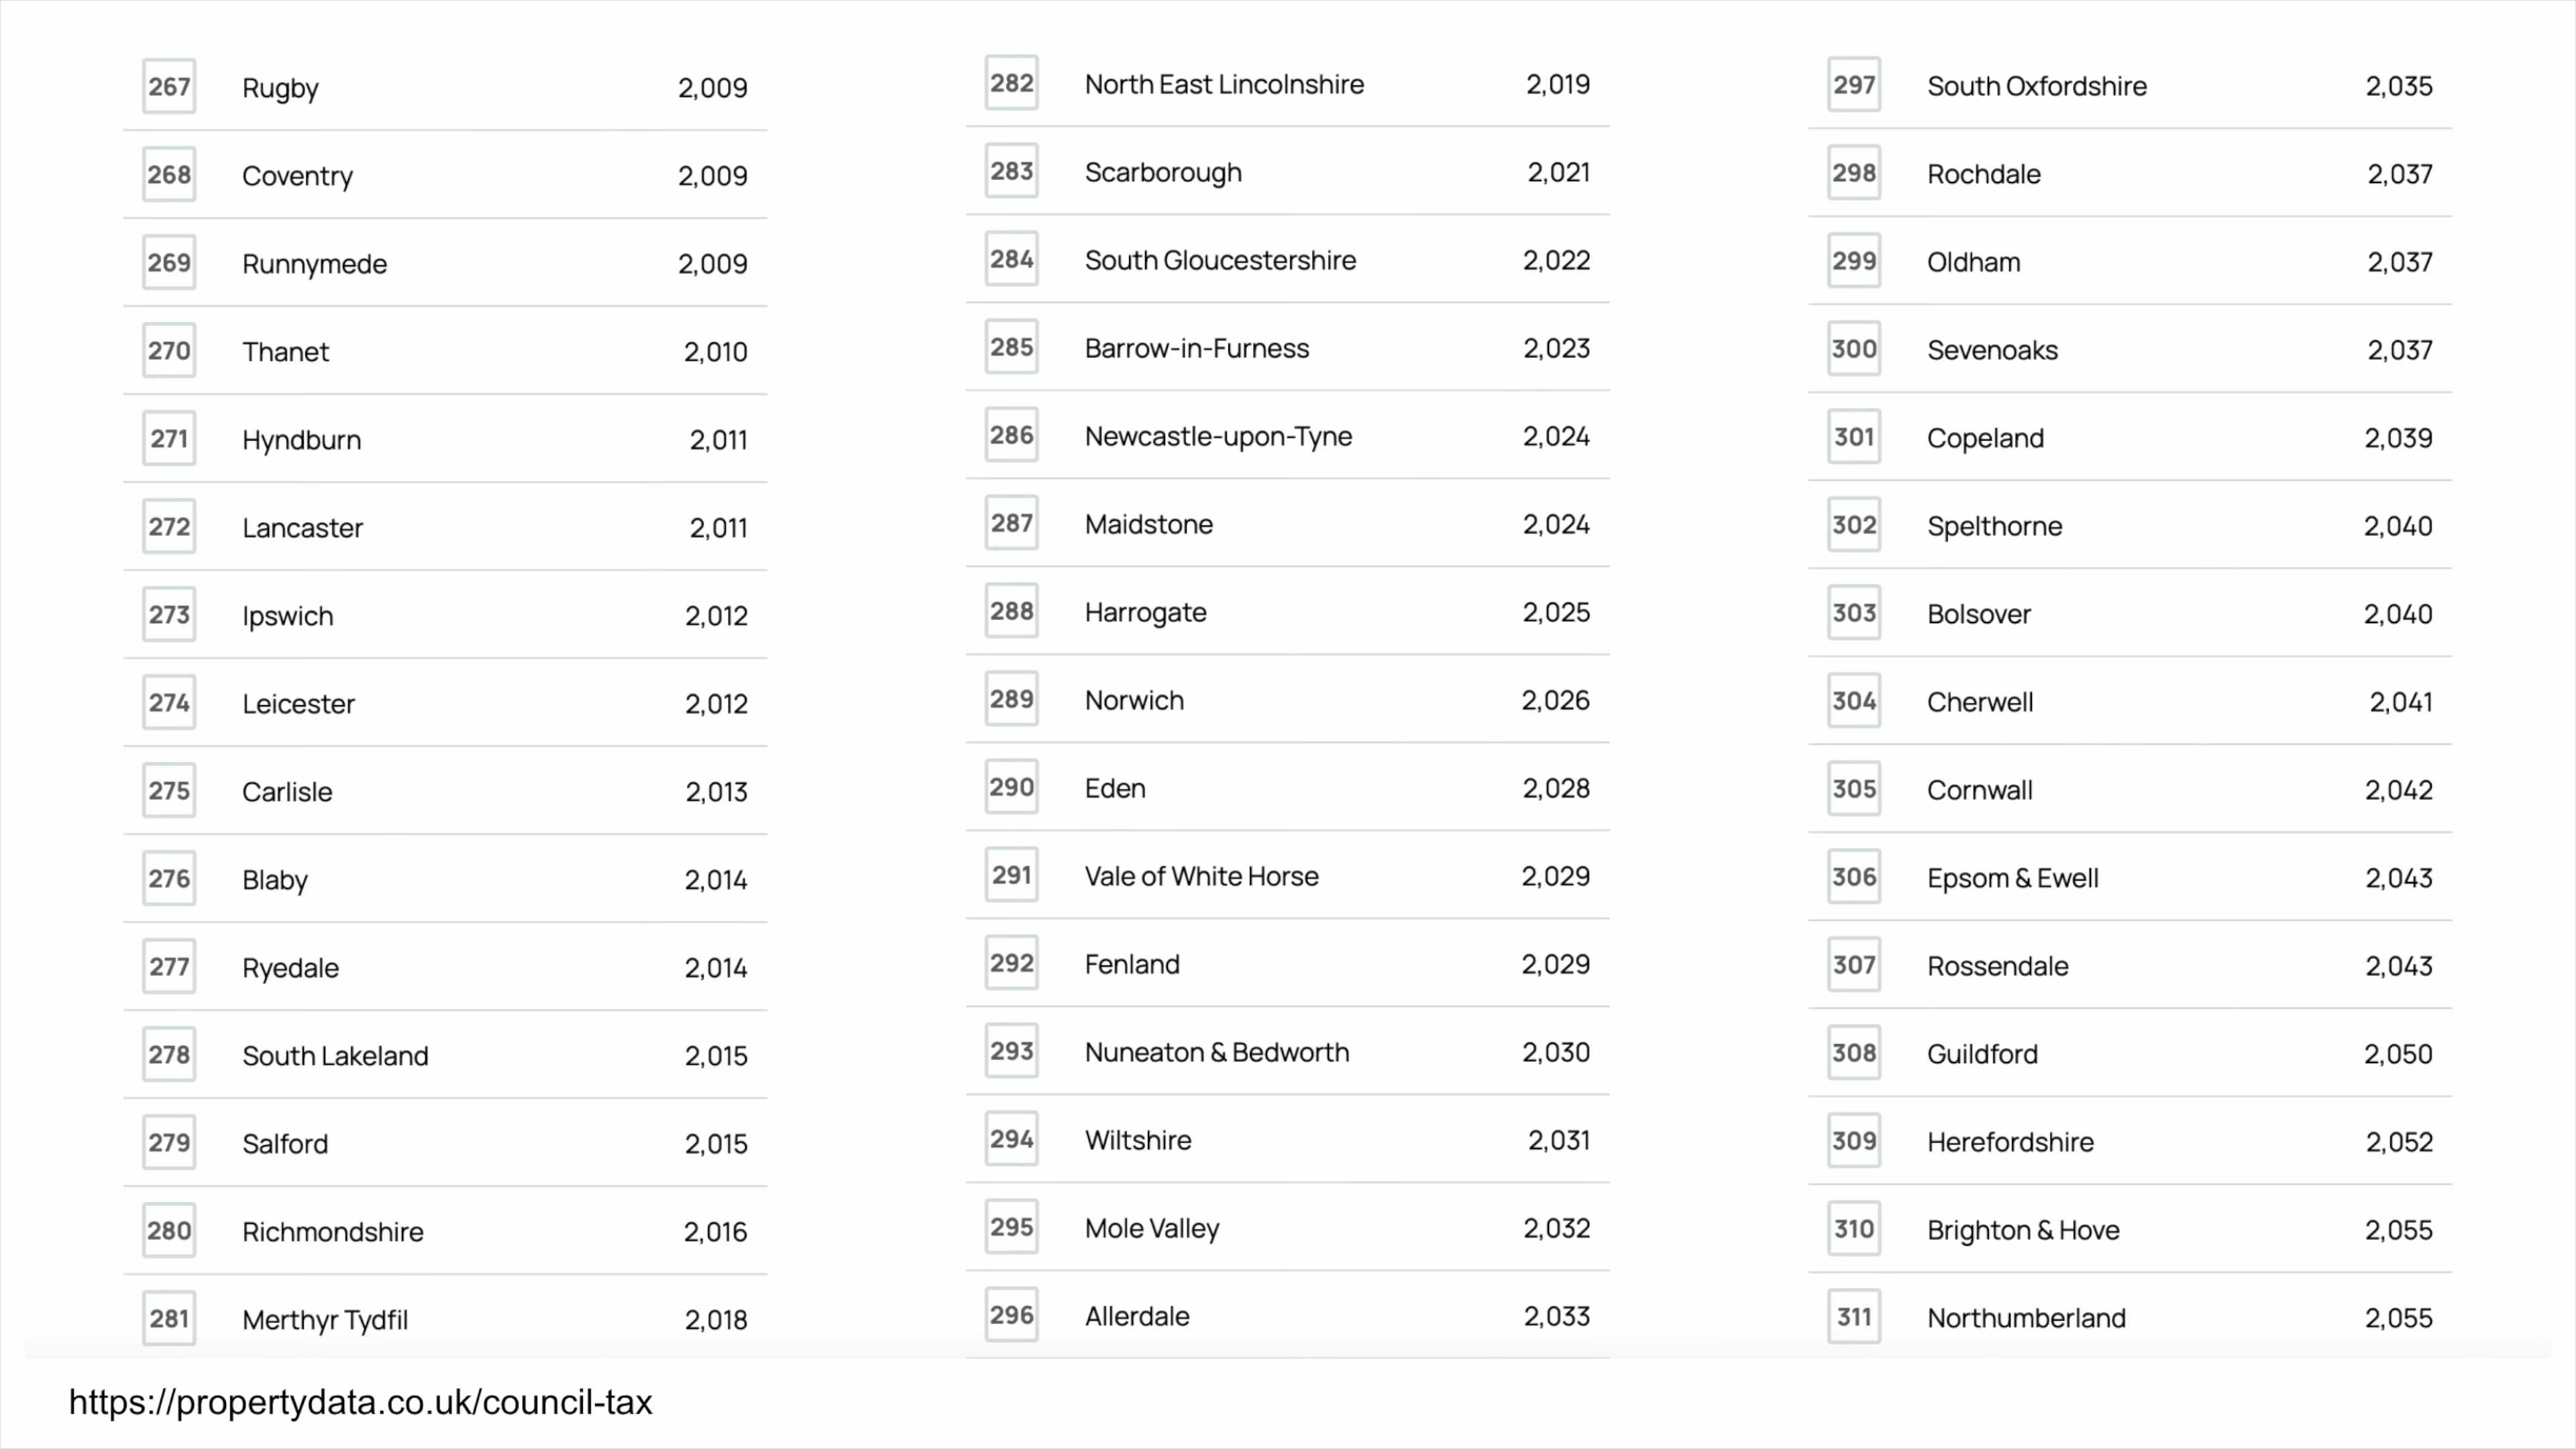 267 Rugby 2,009
268 Coventry 2,009
269 Runnymede 2,009
270 Thanet 2,010
271 Hyndburn 2,011
272 Lancaster 2,011
273 Ipswich 2,012
274 Leicester 2,012
275 Carlisle 2,013
276 Blaby 2,014
277 Ryedale 2,014
278 South Lakeland 2,015
279 Salford 2,015
280 Richmondshire 2,016
281 Merthyr Tydfil 2,018
282 North East Lincolnshire 2,019
283 Scarborough 2,021
284 South Gloucestershire 2,022
285 Barrow-in-Furness 2,023
286 Newcastle-upon-Tyne 2,024
287 Maidstone 2,024
288 Harrogate 2,025
289 Norwich 2,026
290 Eden 2,028
291 Vale of White Horse 2,029
292 Fenland 2,029
293 Nuneaton & Bedworth 2,030
294 Wiltshire 2,031
295 Mole Valley 2,032
296 Allerdale 2,033
297 South Oxfordshire 2,035
298 Rochdale 2,037
299 Oldham 2,037
300 Sevenoaks 2,037
301 Copeland 2,039
302 Spelthorne 2,040
303 Bolsover 2,040
304 Cherwell 2,041
305 Cornwall 2,042
306 Epsom & Ewell 2,043
307 Rossendale 2,043
308 Guildford 2,050
309 Herefordshire 2,052
310 Brighton & Hove 2,055
311 Northumberland 2,055
https://propertydata.co.uk/council-tax